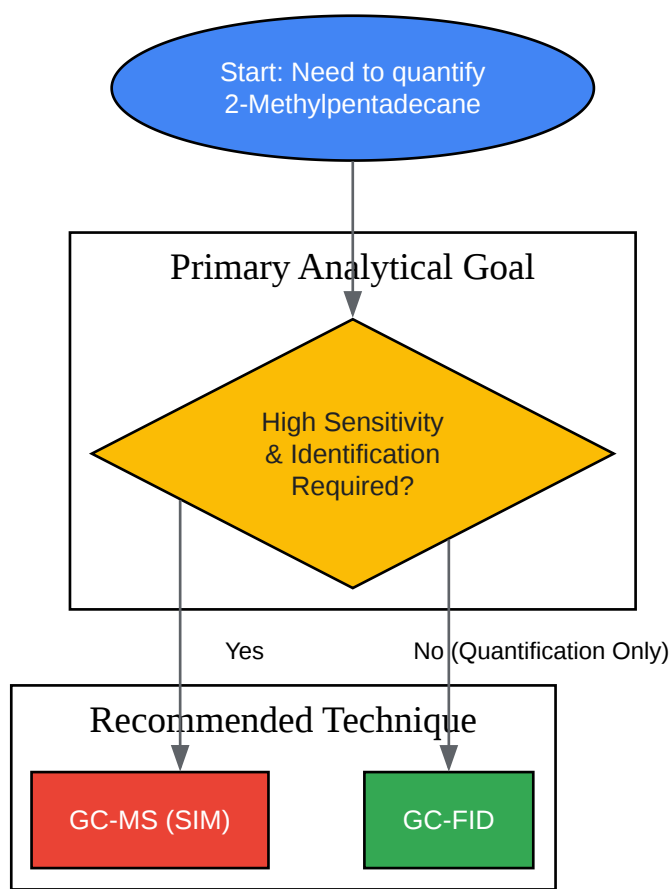 Start: Need to quantify
2-Methylpentadecane
Primary Analytical Goal
High Sensitivity
& Identification
Required?
Yes
No (Quantification Only)
Recommended Technique
GC-MS (SIM)
GC-FID